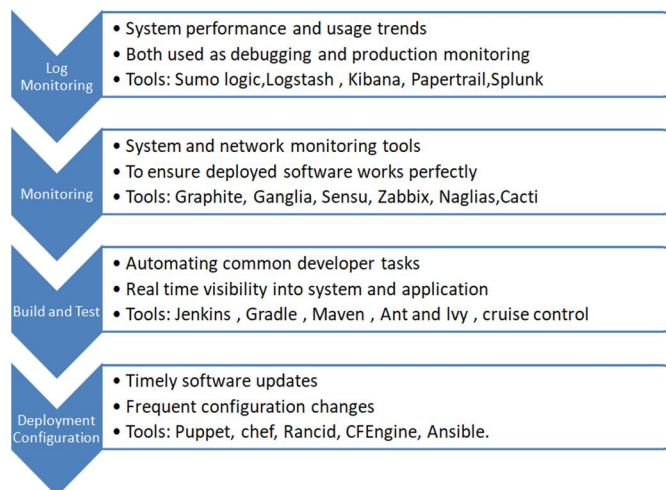 Log
Monitoring
• System performance and usage trends
• Both used as debugging and production monitoring
• Tools: Sumo logic,Logstash , Kibana, Papertrail,Splunk
Monitoring
• System and network monitoring tools
• To ensure deployed software works perfectly
• Tools: Graphite, Ganglia, Sensu, Zabbix, Naglias,Cacti
Build and Test
• Automating common developer tasks
• Real time visibility into system and application
• Tools: Jenkins , Gradle , Maven , Ant and Ivy , cruise control
Deployment
Configuration
• Timely software updates
• Frequent configuration changes
• Tools: Puppet, chef, Rancid, CFEngine, Ansible.